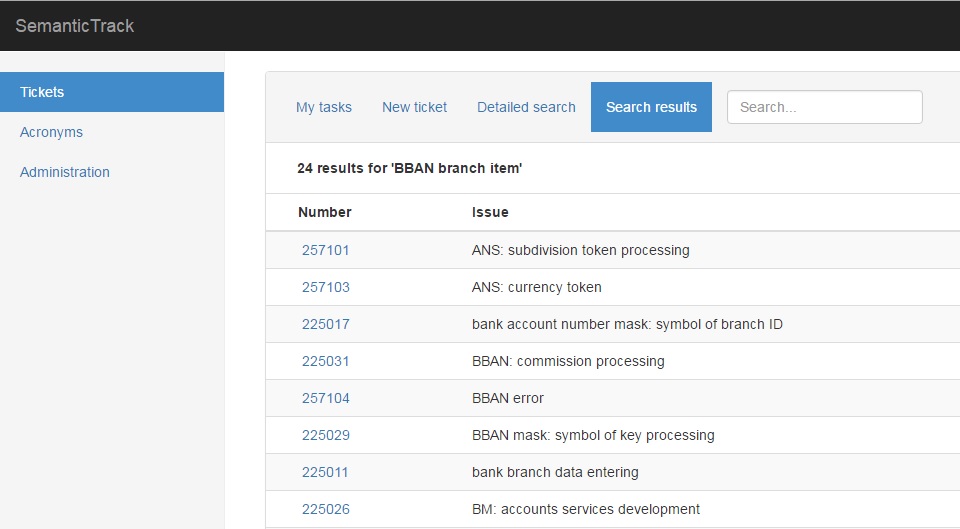 SemanticTrack
Tickets
Acronyms
Administration
My tasks New ticket Detailed search Search results Search...
24 results for 'BBAN branch item'
Number Issue
257101 ANS: subdivision token processing
257103 ANS: currency token
225017 bank account number mask: symbol of branch ID
225031 BBAN: commission processing
257104 BBAN error
225029 BBAN mask: symbol of key processing
225011 bank branch data entering
225026 BM: accounts services development